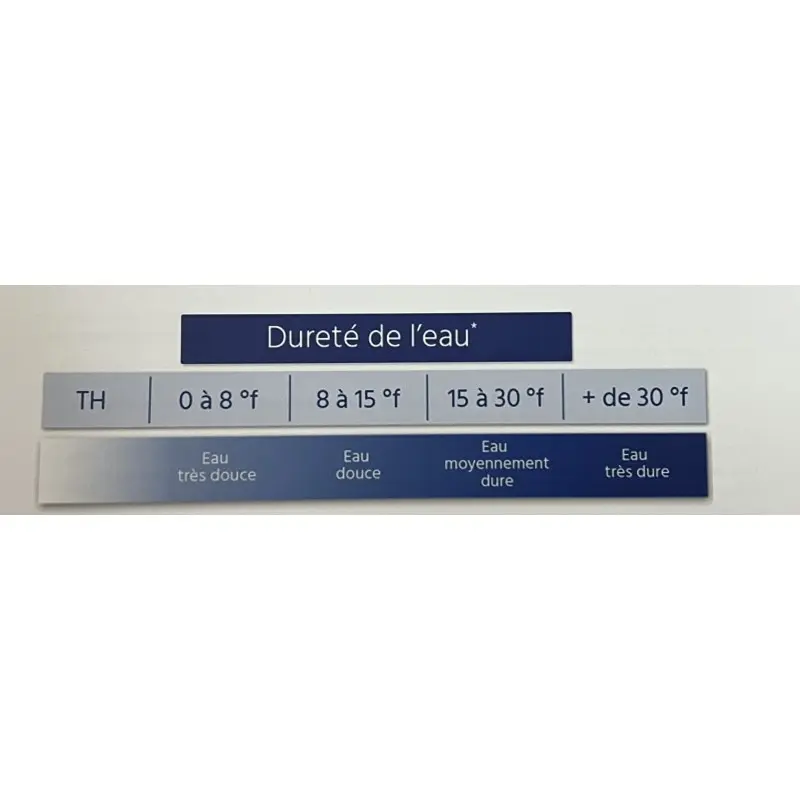 Dureté de l'eau*
TH 0 à 8 °f 8 à 15 °f 15 à 30 °f + de 30 °f
Eau très douce
Eau douce
Eau moyennement dure
Eau très dure